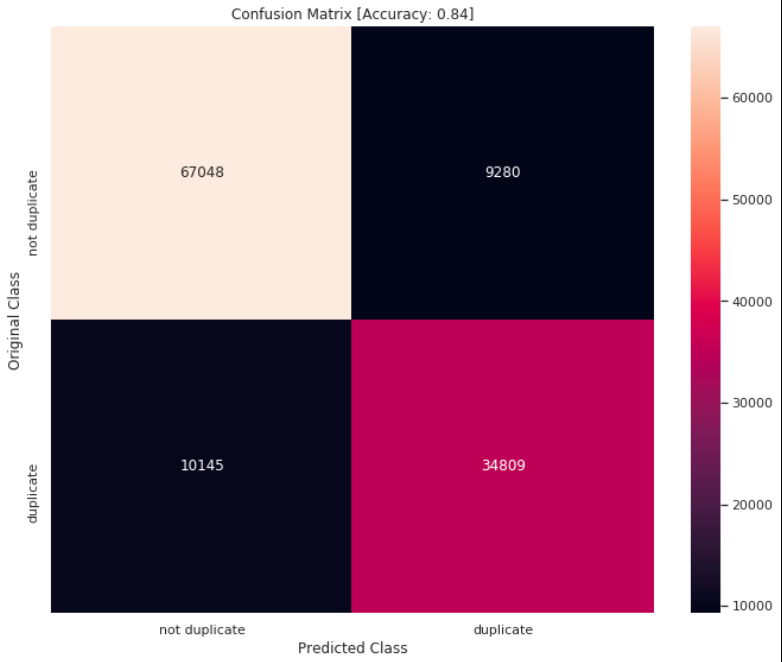 Confusion Matrix [Accuracy: 0.84]
67048
9280
10145
34809
not duplicate
duplicate
Original Class
not duplicate
duplicate
Predicted Class
60000
50000
40000
30000
20000
10000